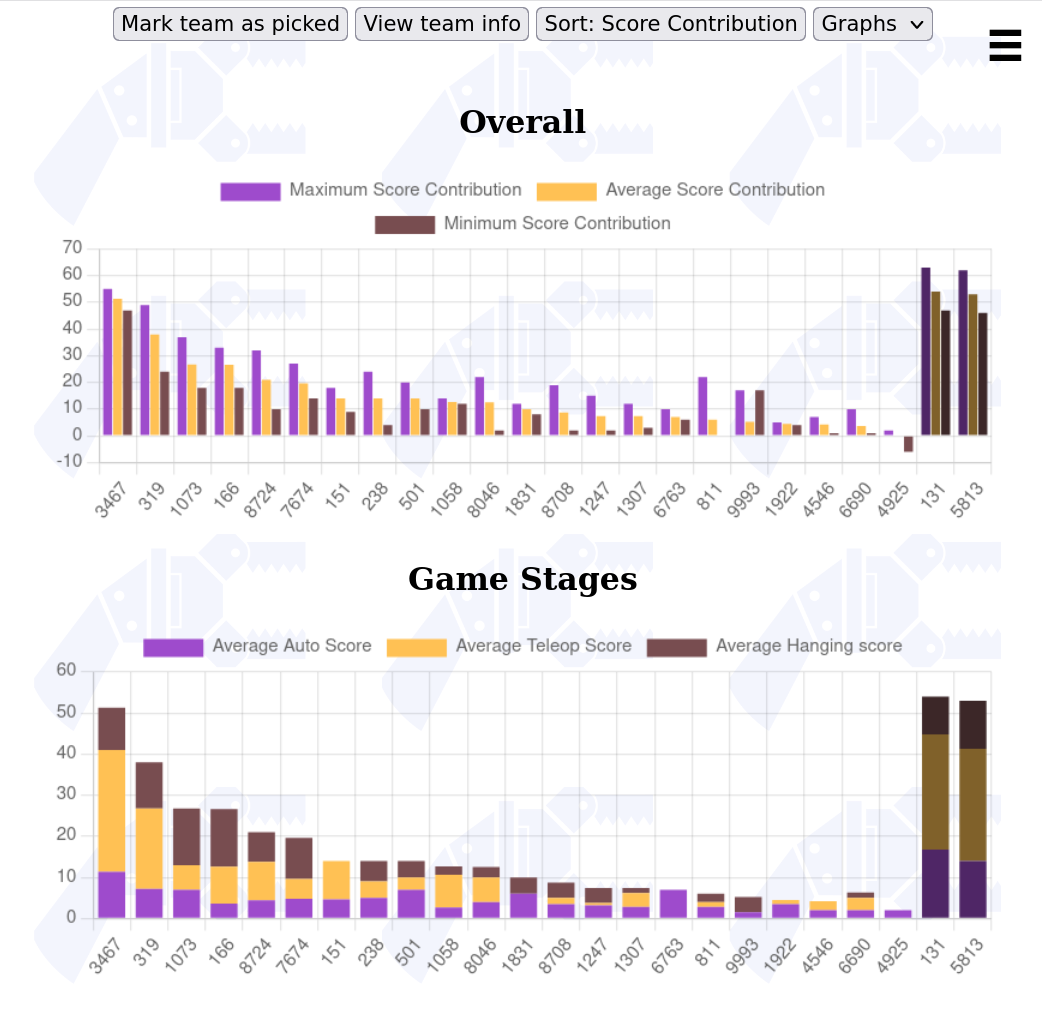 Mark team as picked View team info Sort: Score Contribution Graphs
Overall
Maximum Score Contribution Average Score Contribution
Minimum Score Contribution
70
60
50
40
30
20
10
0
-10
3467 319 1073 166 8724 7674 151 238 501 1058 8046 1831 8708 1247 1307 6763 811 9993 1922 4546 6690 4925 131 5813
Game Stages
Average Auto Score Average Teleop Score Average Hanging score
60
50
40
30
20
10
0
3467 319 1073 166 8724 7674 151 238 501 1058 8046 1831 8708 1247 1307 6763 811 9993 1922 4546 6690 4925 131 5813